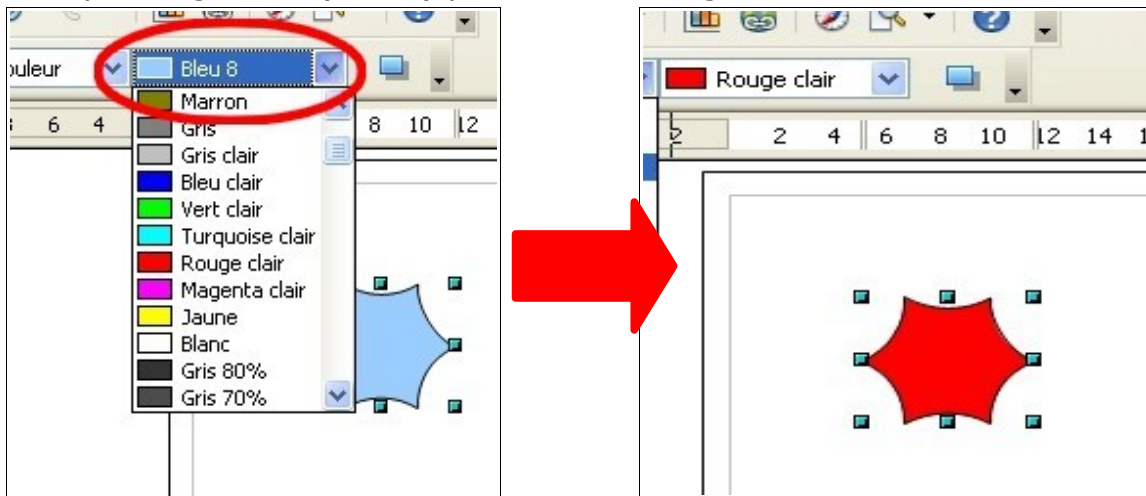 Bleu 8
Marron
6 4 8 10 12
Gris
Gris clair
Bleu clair
Vert clair
Turquoise clair
Rouge clair
Magenta clair
Jaune
Blanc
Gris 80%
Gris 70%
Rouge clair
2 2 4 6 8 10 12 14